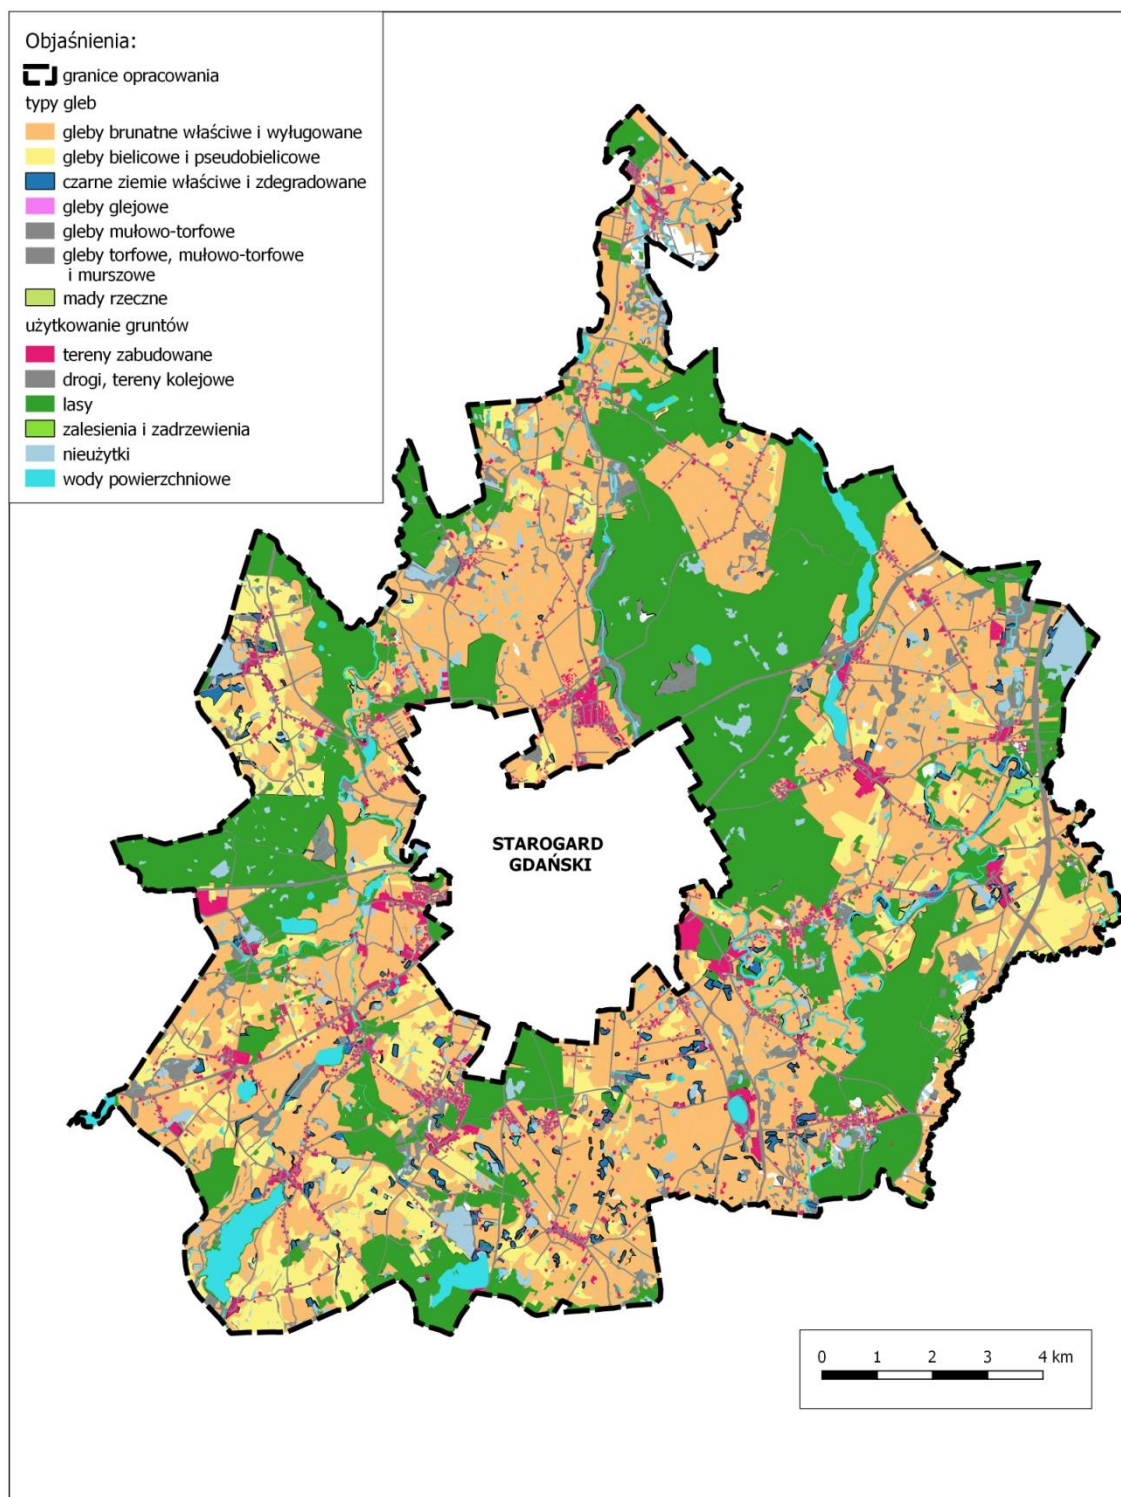 Objaśnienia:
granice opracowania
typy gleb
gleby brunatne właściwe i wyługowane
gleby bielicowe i pseudobielicowe
czarne ziemie właściwe i zdegradowane
gleby glejowe
gleby mułowo-torfowe
gleby torfowe, mułowo-torfowe
i murszowe
mady rzeczne
użytkowanie gruntów
tereny zabudowane
drogi, tereny kolejowe
lasy
zalesienia i zadrzewienia
nieużytki
wody powierzchniowe
STAROGARD
GDAŃSKI
0 1 2 3 4 km